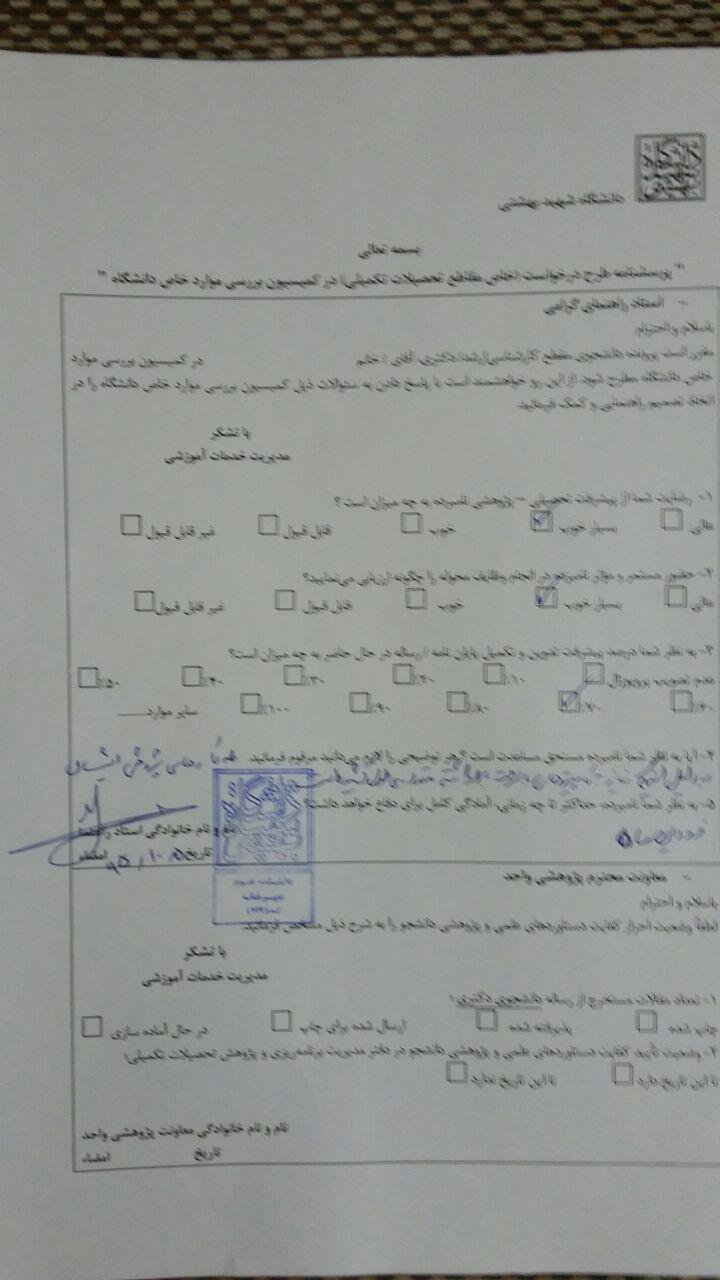 دانشگاه شهید بهشتی
بسمه تعالی
" پرسشنامه طرح درخواست (خاص مقاطع تحصیلات تکمیلی) در کمیسیون بررسی موارد خاص دانشگاه "
- استاد راهنمای گرامی
باسلام و احترام
مقرر است پرونده دانشجوی مقطع کارشناسی‌ارشد/ دکتری، آقای / خانم در کمیسیون بررسی موارد
خاص دانشگاه مطرح شود. از این رو خواهشمند است با پاسخ دادن به سئوالات ذیل کمیسیون بررسی موارد خاص دانشگاه را در
اتخاذ تصمیم راهنمایی و کمک فرمائید.
با تشکر
مدیریت خدمات آموزشی
۱- رضایت شما از پیشرفت تحصیلی – پژوهشی نامبرده به چه میزان است ؟
عالی بسیار خوب خوب قابل قبول غیر قابل قبول
۲- حضور مستمر و مؤثر نامبرده در انجام وظایف محوله را چگونه ارزیابی می‌نمایید؟
عالی بسیار خوب خوب قابل قبول غیر قابل قبول
۳- به نظر شما درصد پیشرفت تدوین و تکمیل پایان نامه / رساله در حال حاضر به چه میزان است؟
عدم تصویب پروپوزال ٪۱۰ ٪۲۰ ٪۳۰ ٪۴۰ ٪۵۰
٪۶۰ ٪۷۰ ٪۸۰ ٪۹۰ ٪۱۰۰ سایر موارد
۴- آیا به نظر شما نامبرده مستحق مساعدت است ؟ هر توضیحی را لازم می‌دانید مرقوم فرمائید.
۵- به نظر شما نامبرده حداکثر تا چه زمانی، آمادگی کامل برای دفاع خواهد داشت؟
نام و نام خانوادگی استاد راهنما
تاریخ امضاء
- معاونت محترم پژوهشی واحد
باسلام و احترام
لطفاً وضعیت احراز کفایت دستاوردهای علمی و پژوهشی دانشجو را به شرح ذیل مشخص فرمائید.
با تشکر
مدیریت خدمات آموزشی
۱- تعداد مقالات مستخرج از رساله دانشجوی دکتری :
چاپ شده پذیرفته شده ارسال شده برای چاپ در حال آماده سازی
۲- وضعیت تأیید کفایت دستاوردهای علمی و پژوهشی دانشجو در دفتر مدیریت برنامه‌ریزی و پژوهش تحصیلات تکمیلی:
تا این تاریخ دارد تا این تاریخ ندارد
نام و نام خانوادگی معاونت پژوهشی واحد
تاریخ امضاء